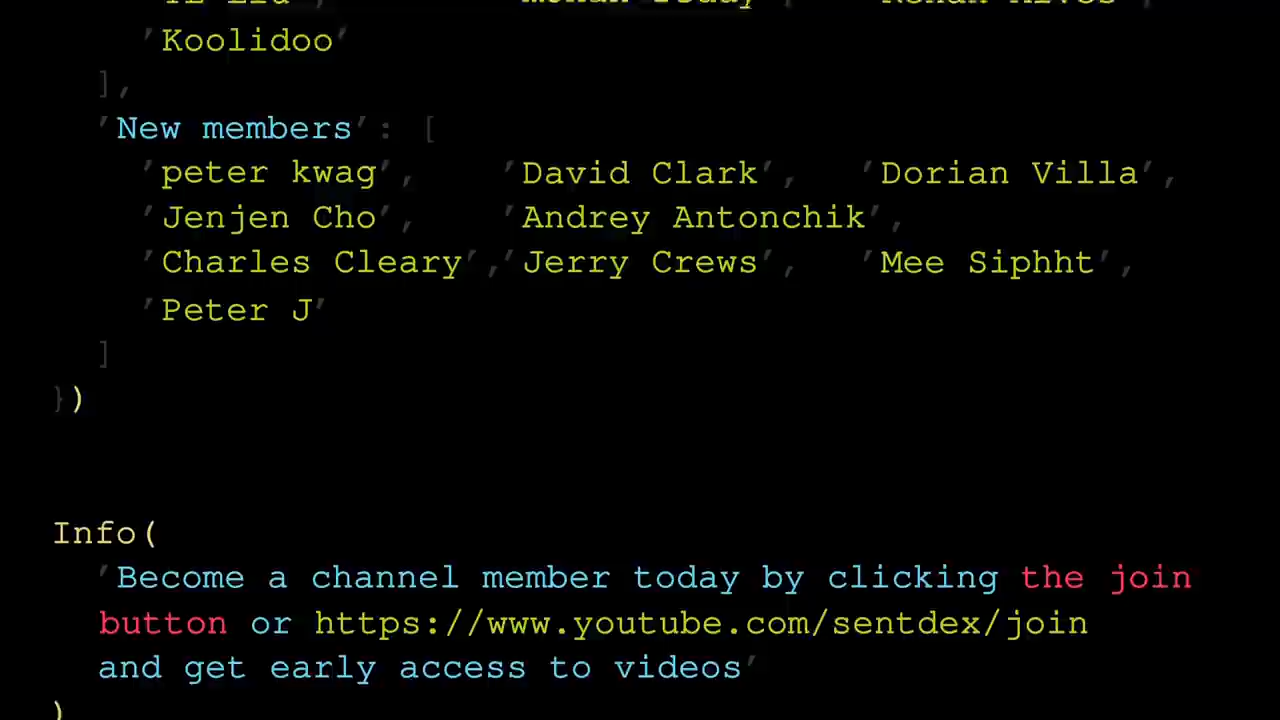 'Koolidoo'
],
'New members': [
'peter kwag', 'David Clark', 'Dorian Villa',
'Jenjen Cho', 'Andrey Antonchik',
'Charles Cleary','Jerry Crews', 'Mee Siphht',
'Peter J'
]
})
Info(
'Become a channel member today by clicking the join
button or https://www.youtube.com/sentdex/join
and get early access to videos'
)